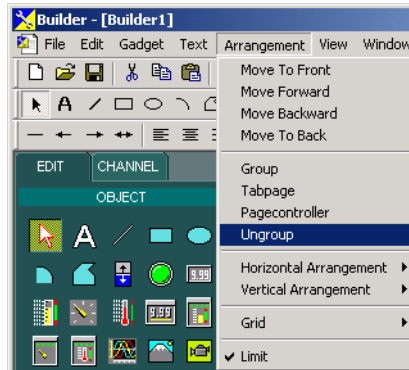 Builder - [Builder1]
File Edit Gadget Text Arrangement View Window
Move To Front
Move Forward
Move Backward
Move To Back
EDIT CHANNEL
OBJECT
Group
Tabpage
Pagecontroller
Ungroup
Horizontal Arrangement
Vertical Arrangement
Grid
Limit
A
A
9.99
9.99